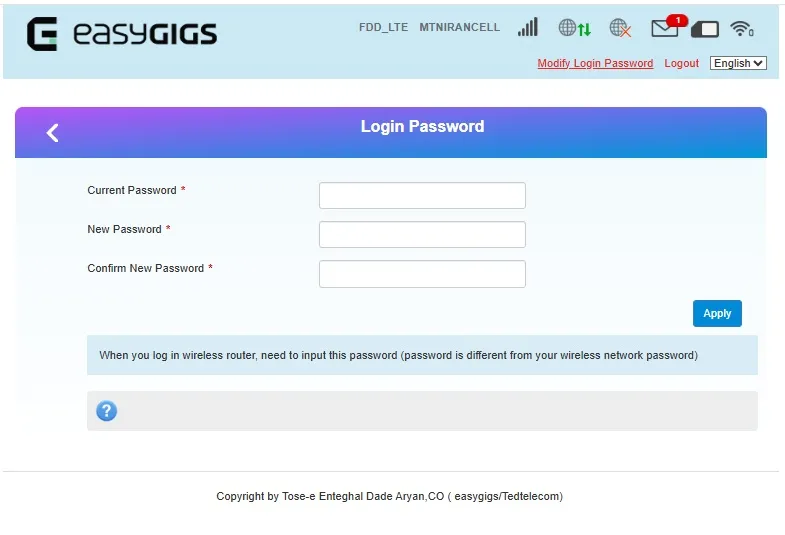 easyGIGS
FDD_LTE MTNIRANCELL 1 0
Modify Login Password Logout English
Login Password
Current Password *
New Password *
Confirm New Password *
Apply
When you log in wireless router, need to input this password (password is different from your wireless network password)
?
Copyright by Tose-e Enteghal Dade Aryan,CO ( easygigs/Tedtelecom)